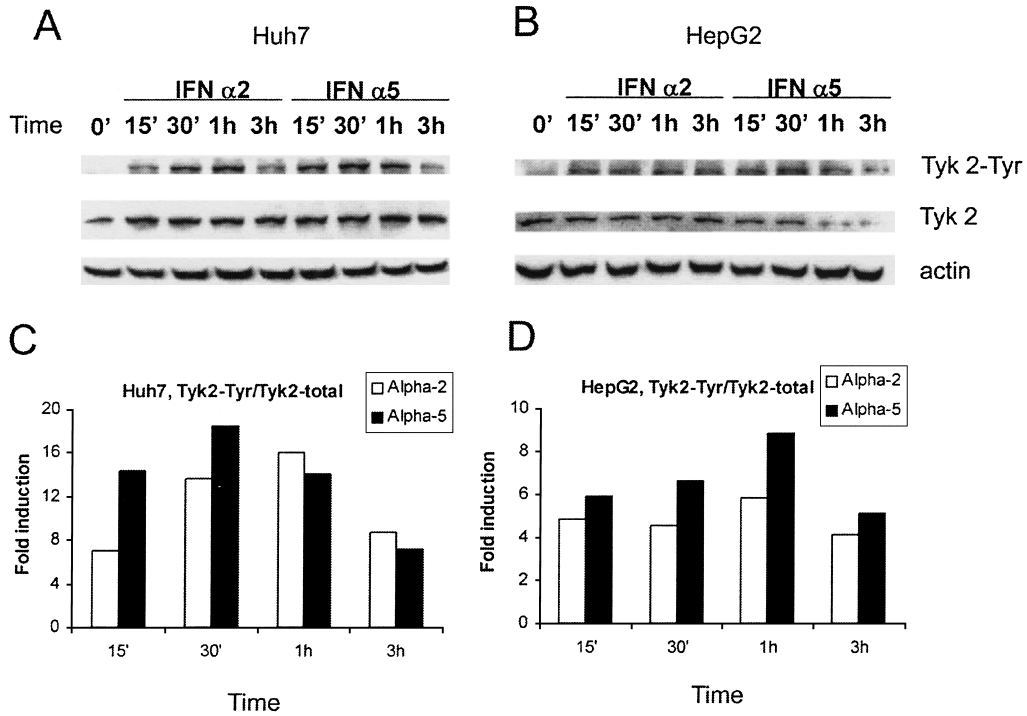 A
Huh7
IFN α2 IFN α5
Time 0’ 15’ 30’ 1h 3h 15’ 30’ 1h 3h
B
HepG2
IFN α2 IFN α5
0’ 15’ 30’ 1h 3h 15’ 30’ 1h 3h
Tyk 2-Tyr
Tyk 2
actin
C
Huh7, Tyk2-Tyr/Tyk2-total
Alpha-2
Alpha-5
Fold induction
20
16
12
8
4
0
15' 30' 1h 3h
Time
D
HepG2, Tyk2-Tyr/Tyk2-total
Alpha-2
Alpha-5
Fold induction
10
8
6
4
2
0
15' 30' 1h 3h
Time